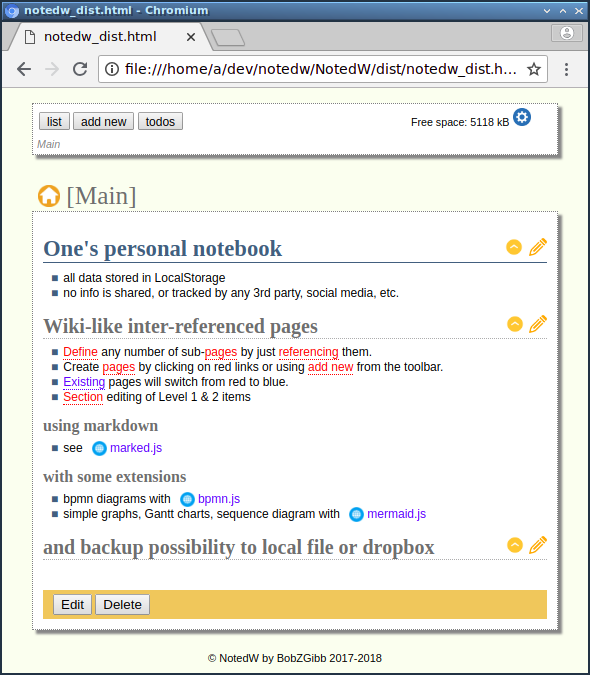 notedw_dist.html - Chromium
notedw_dist.html
file:///home/a/dev/notedw/NotedW/dist/notedw_dist.h...
list add new todos Free space: 5118 kB
Main
[Main]
One's personal notebook
all data stored in LocalStorage
no info is shared, or tracked by any 3rd party, social media, etc.
Wiki-like inter-referenced pages
Define any number of sub-pages by just referencing them.
Create pages by clicking on red links or using add new from the toolbar.
Existing pages will switch from red to blue.
Section editing of Level 1 & 2 items
using markdown
see marked.js
with some extensions
bpmn diagrams with bpmn.js
simple graphs, Gantt charts, sequence diagram with mermaid.js
and backup possibility to local file or dropbox
Edit Delete
© NotedW by BobZGibb 2017-2018